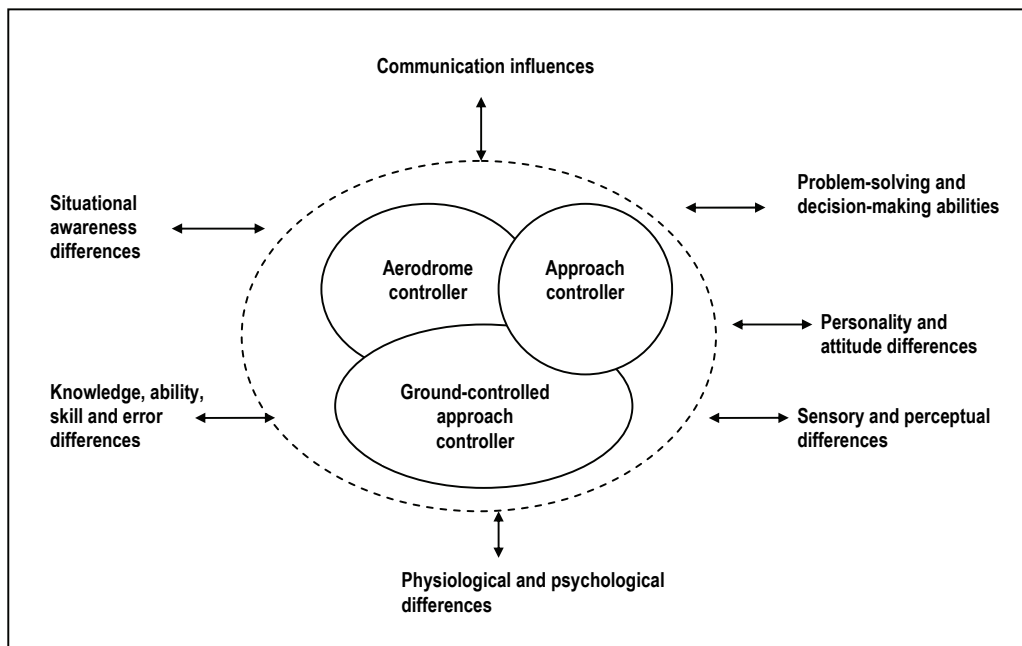 Communication influences
Situational
awareness
differences
Problem-solving and
decision-making abilities
Aerodrome
controller
Approach
controller
Personality and
attitude differences
Knowledge, ability,
skill and error
differences
Ground-controlled
approach
controller
Sensory and perceptual
differences
Physiological and psychological
differences